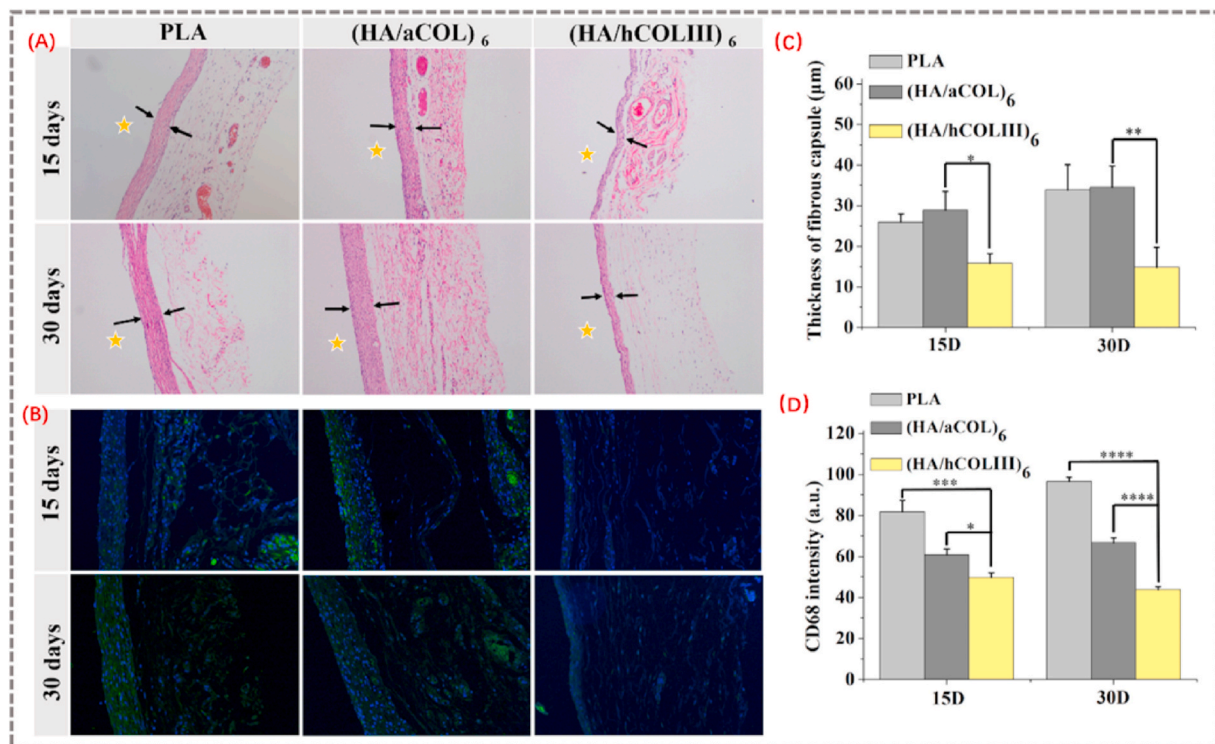 (A)
PLA
(HA/aCOL) 6
(HA/hCOLIII) 6
15 days
30 days
(B)
15 days
30 days
(C)
PLA
(HA/aCOL)6
(HA/hCOLIII)6
Thickness of fibrous capsule (μm)
60
50
40
30
20
10
0
*
**
15D
30D
(D)
PLA
(HA/aCOL)6
(HA/hCOLIII)6
CD68 intensity (a.u.)
120
100
80
60
40
20
0
***
*
****
****
15D
30D